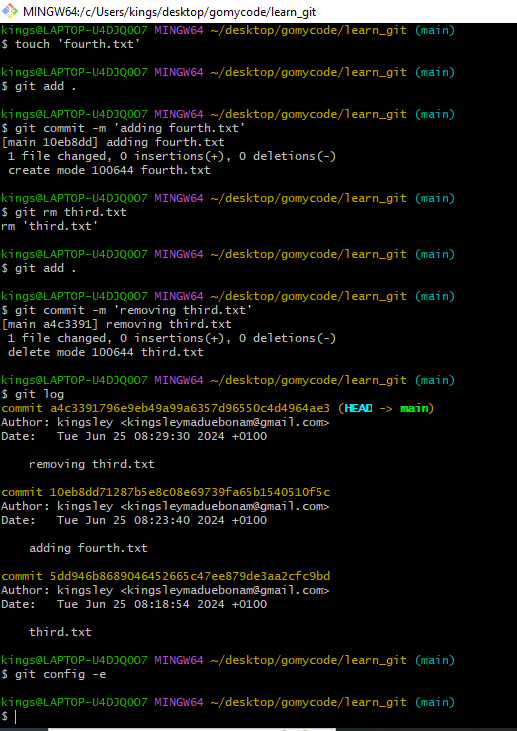 MINGW64:/c/Users/kings/desktop/gomycode/learn_git
kings@LAPTOP-U4DJQ0O7 MINGW64 ~/desktop/gomycode/learn_git (main)
$ touch 'fourth.txt'
kings@LAPTOP-U4DJQ0O7 MINGW64 ~/desktop/gomycode/learn_git (main)
$ git add .
kings@LAPTOP-U4DJQ0O7 MINGW64 ~/desktop/gomycode/learn_git (main)
$ git commit -m 'adding fourth.txt'
[main 10eb8dd] adding fourth.txt
 1 file changed, 0 insertions(+), 0 deletions(-)
 create mode 100644 fourth.txt
kings@LAPTOP-U4DJQ0O7 MINGW64 ~/desktop/gomycode/learn_git (main)
$ git rm third.txt
rm 'third.txt'
kings@LAPTOP-U4DJQ0O7 MINGW64 ~/desktop/gomycode/learn_git (main)
$ git add .
kings@LAPTOP-U4DJQ0O7 MINGW64 ~/desktop/gomycode/learn_git (main)
$ git commit -m 'removing third.txt'
[main a4c3391] removing third.txt
 1 file changed, 0 insertions(+), 0 deletions(-)
 delete mode 100644 third.txt
kings@LAPTOP-U4DJQ0O7 MINGW64 ~/desktop/gomycode/learn_git (main)
$ git log
commit a4c3391796e9eb49a99a6357d96550c4d4964ae3 (HEAD -> main)
Author: kingsley <kingsleymaduebonam@gmail.com>
Date:   Tue Jun 25 08:29:30 2024 +0100
    removing third.txt
commit 10eb8dd71287b5e8c08e69739fa65b1540510f5c
Author: kingsley <kingsleymaduebonam@gmail.com>
Date:   Tue Jun 25 08:23:40 2024 +0100
    adding fourth.txt
commit 5dd946b8689046452665c47ee879de3aa2cfc9bd
Author: kingsley <kingsleymaduebonam@gmail.com>
Date:   Tue Jun 25 08:18:54 2024 +0100
    third.txt
kings@LAPTOP-U4DJQ0O7 MINGW64 ~/desktop/gomycode/learn_git (main)
$ git config -e
kings@LAPTOP-U4DJQ0O7 MINGW64 ~/desktop/gomycode/learn_git (main)
$